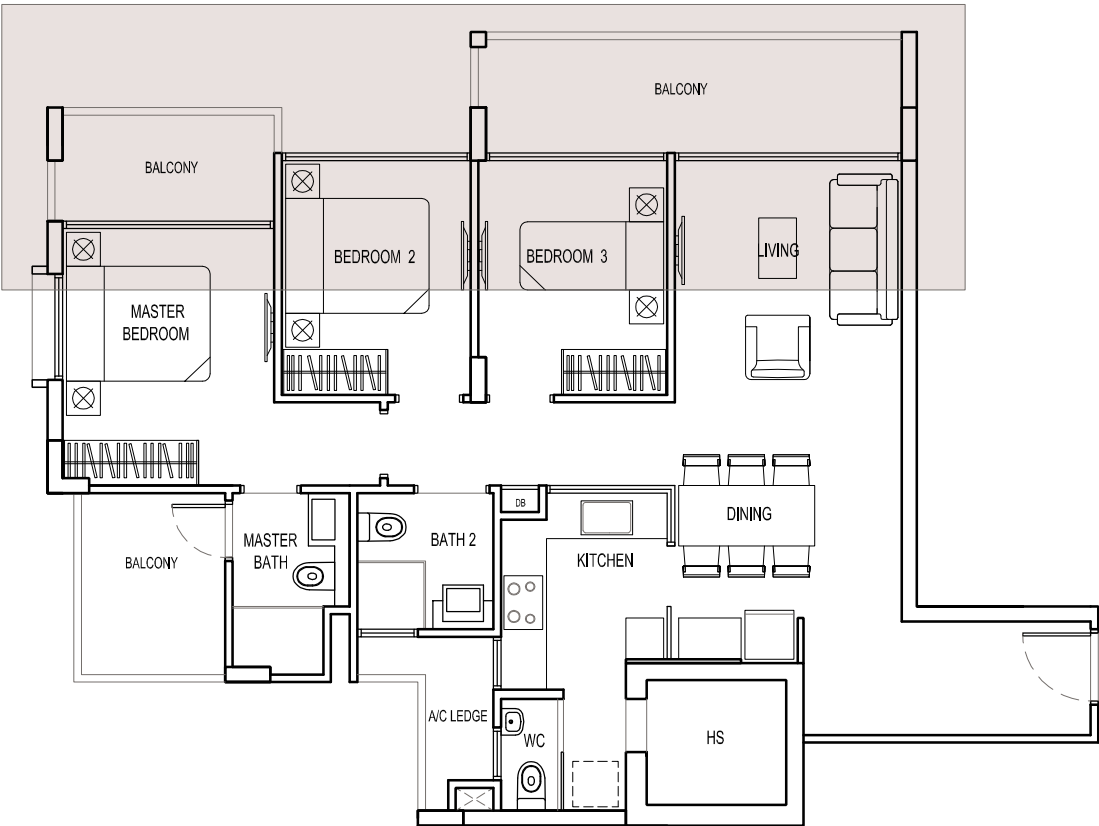 BALCONY
BALCONY
BEDROOM 2
BEDROOM 3
LIVING
MASTER
BEDROOM
DB
DINING
MASTER
BATH
BATH 2
BALCONY
KITCHEN
A/C LEDGE
WC
HS